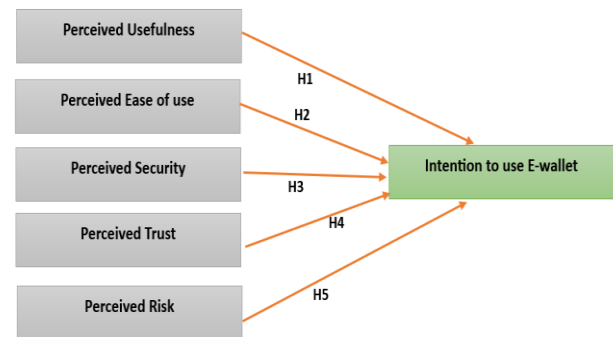 Perceived Usefulness
H1
Perceived Ease of use
H2
Intention to use E-wallet
Perceived Security
H3
Perceived Trust
H4
Perceived Risk
H5